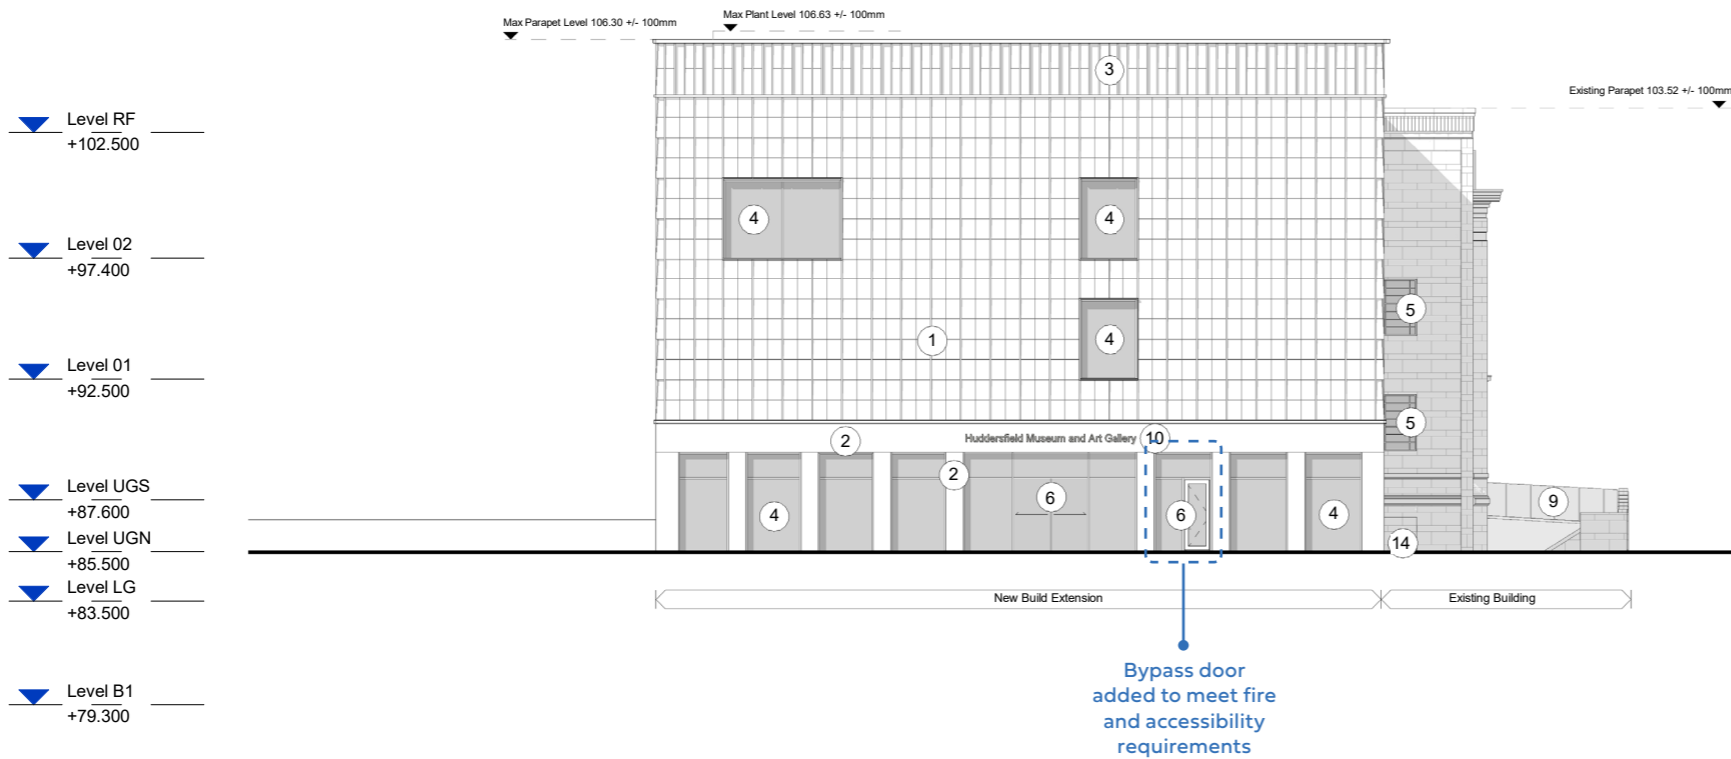 Max Parapet Level 106.30 +/- 100mm
Max Plant Level 106.63 +/- 100mm
Existing Parapet 103.52 +/- 100mm
Level RF
+102.500
Level 02
+97.400
Level 01
+92.500
Level UGS
+87.600
Level UGN
+85.500
Level LG
+83.500
Level B1
+79.300
3
4
4
5
4
1
5
2
Huddersfield Museum and Art Gallery
10
2
6
4
6
4
9
14
New Build Extension
Existing Building
Bypass door
added to meet fire
and accessibility
requirements